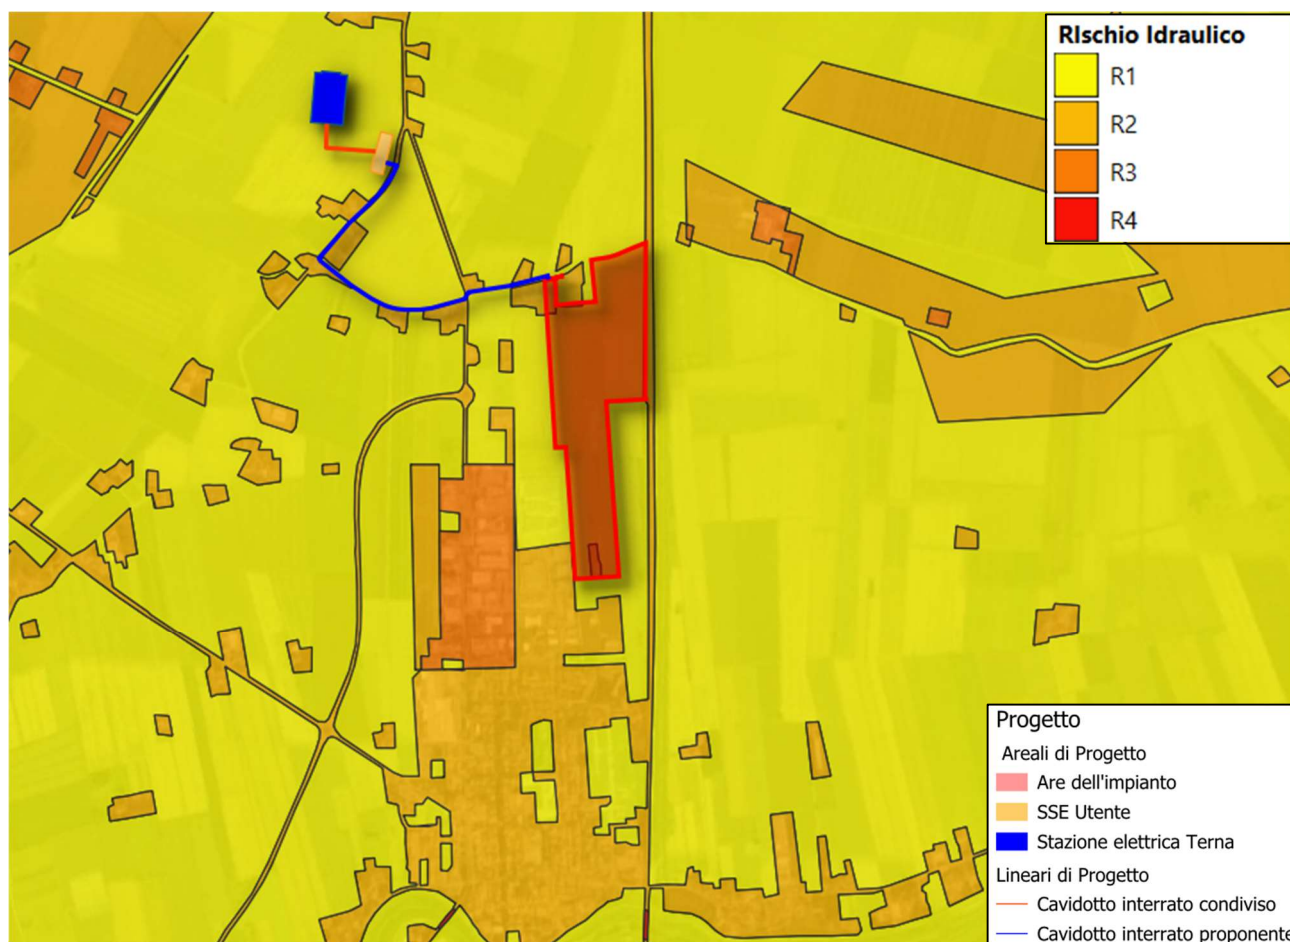 RIschio Idraulico
R1
R2
R3
R4
Progetto
Areali di Progetto
Are dell'impianto
SSE Utente
Stazione elettrica Terna
Lineari di Progetto
Cavidotto interrato condiviso
Cavidotto interrato proponente